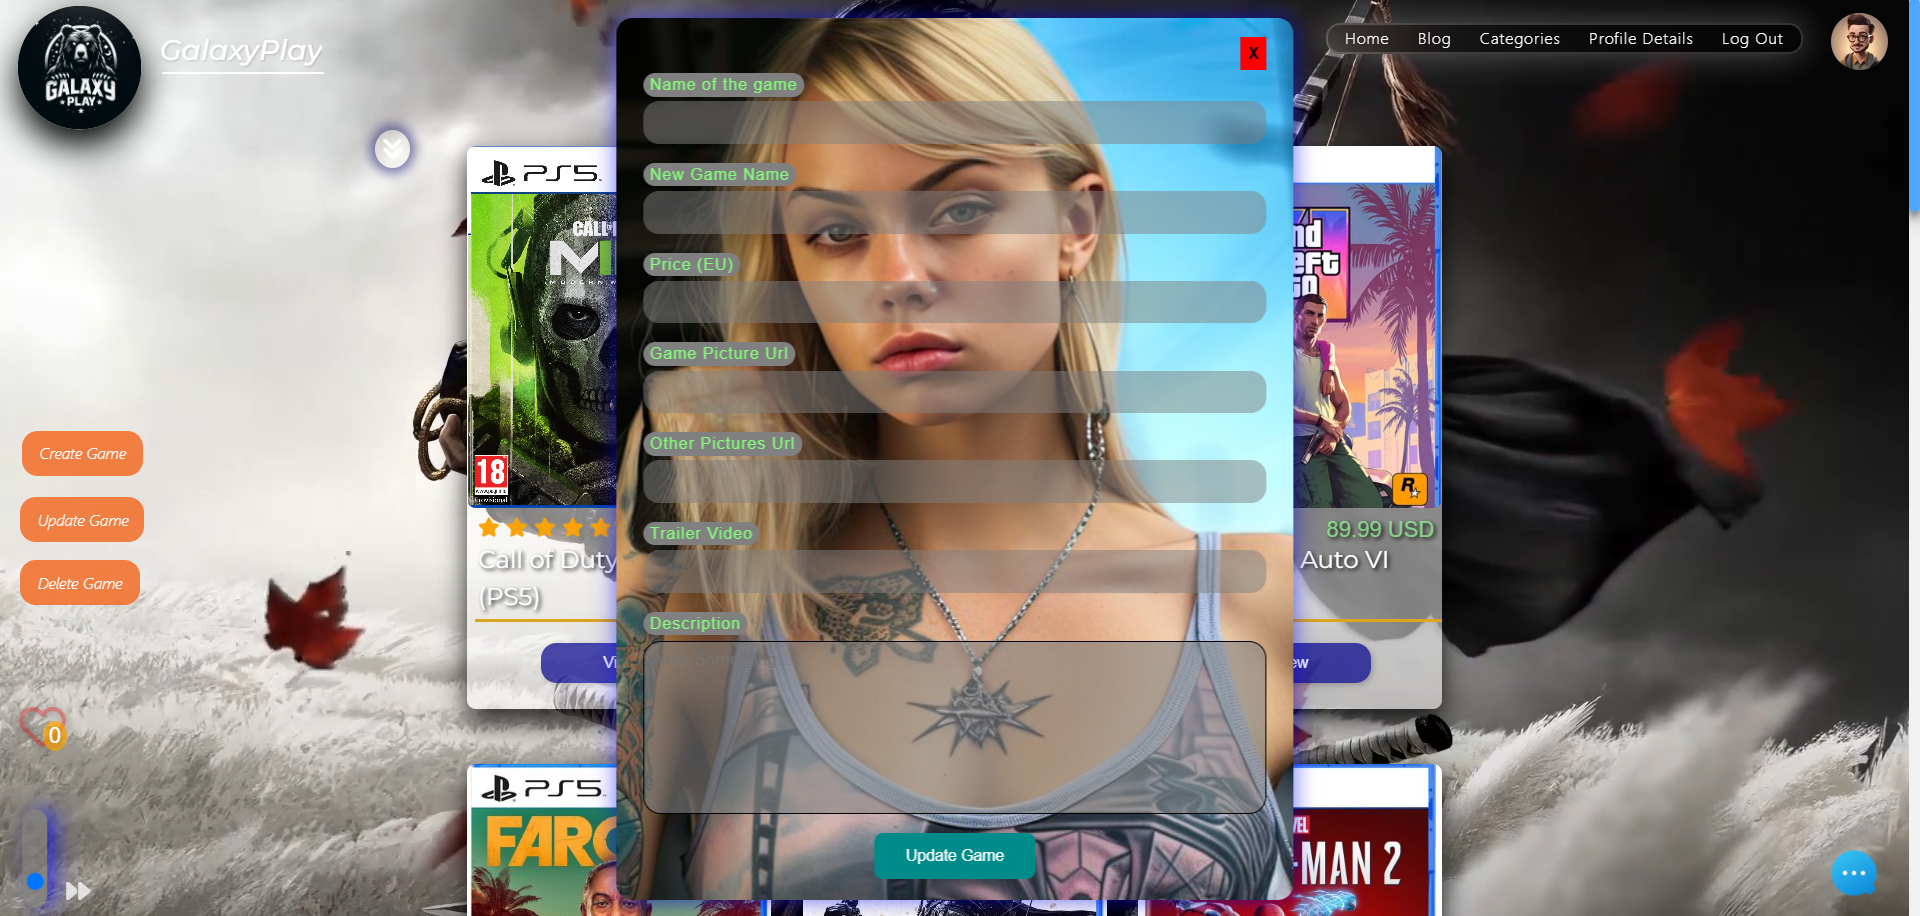 GALAXY
PLAY
GalaxyPlay
Home Blog Categories Profile Details Log Out
X
Name of the game
New Game Name
Price (EU)
Game Picture Url
Other Pictures Url
Trailer Video
Description
Update Game
Create Game
Update Game
Delete Game
0
PS5
CALL
MODERN
18
Call of Duty
(PS5)
89.99 USD
Auto VI
PS5
FARC
-MAN 2